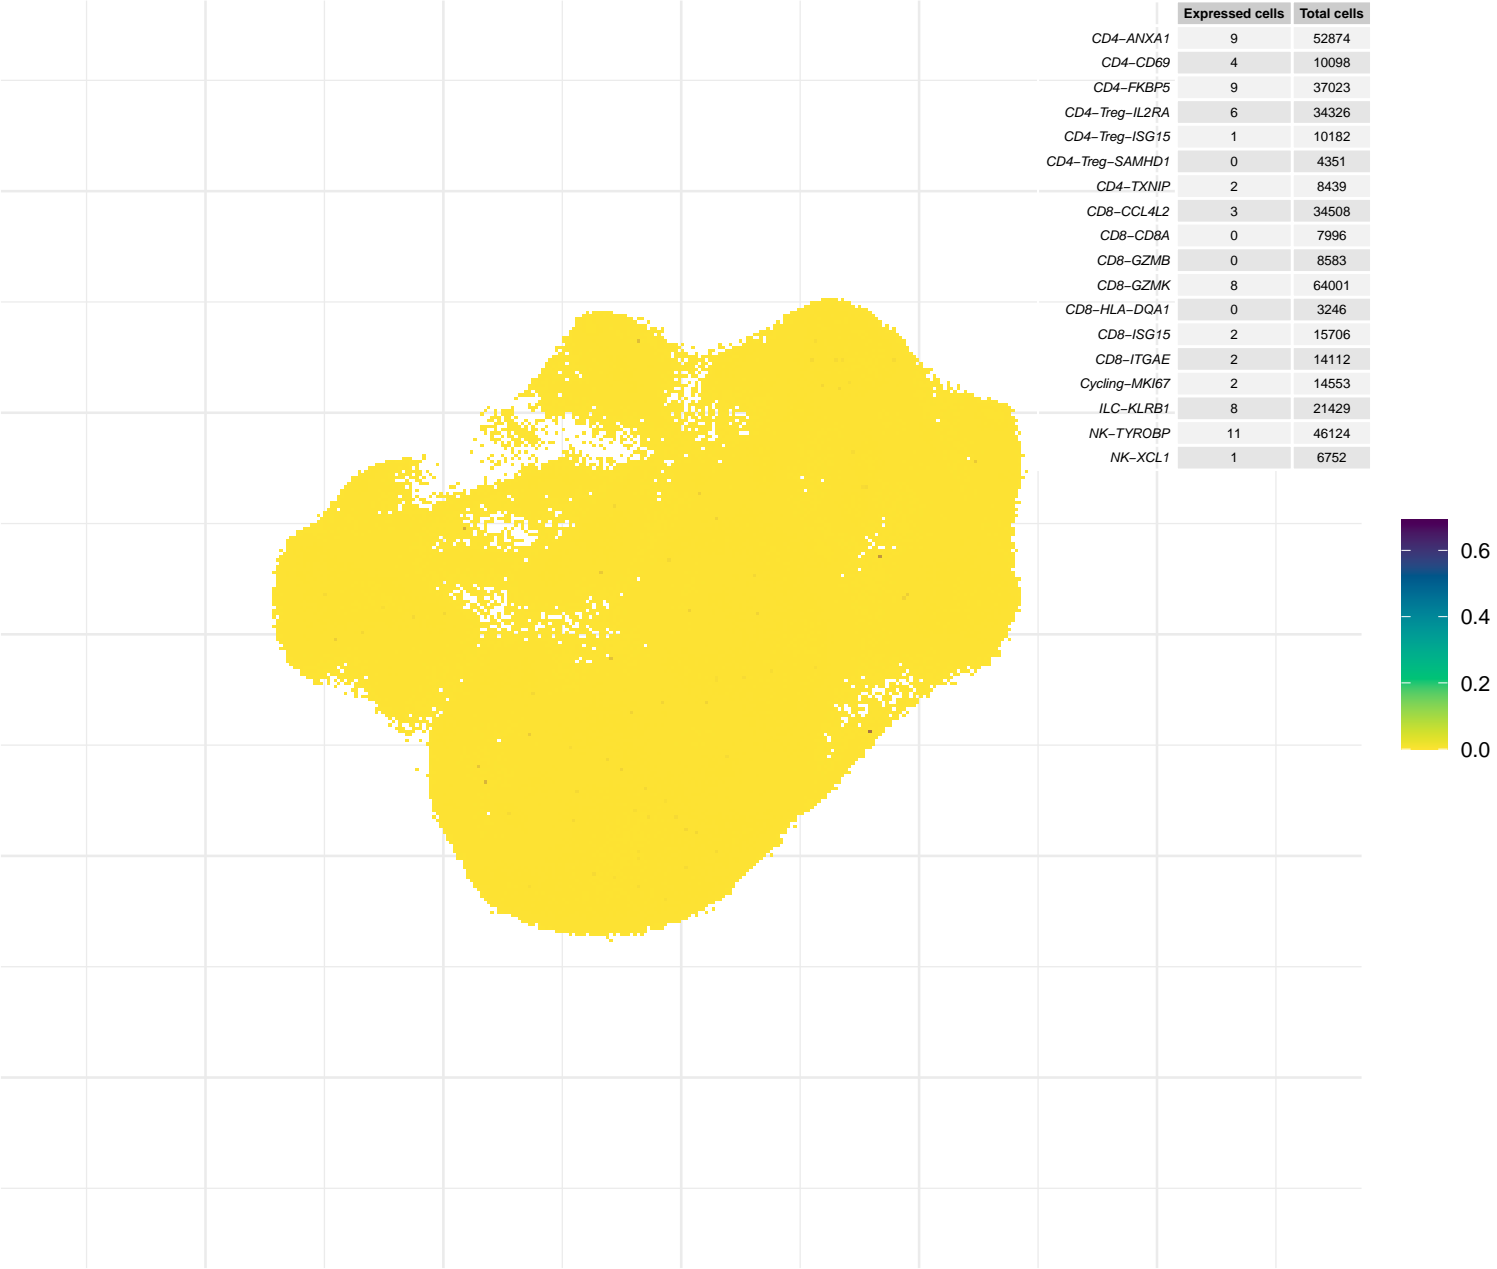 Expressed cells Total cells
CD4−ANXA1 9 52874
CD4−CD69 4 10098
CD4−FKBP5 9 37023
CD4−Treg−IL2RA 6 34326
CD4−Treg−ISG15 1 10182
CD4−Treg−SAMHD1 0 4351
CD4−TXNIP 2 8439
CD8−CCL4L2 3 34508
CD8−CD8A 0 7996
CD8−GZMB 0 8583
CD8−GZMK 8 64001
CD8−HLA−DQA1 0 3246
CD8−ISG15 2 15706
CD8−ITGAE 2 14112
Cycling−MKI67 2 14553
ILC−KLRB1 8 21429
NK−TYROBP 11 46124
NK−XCL1 1 6752
0.6
0.4
0.2
0.0